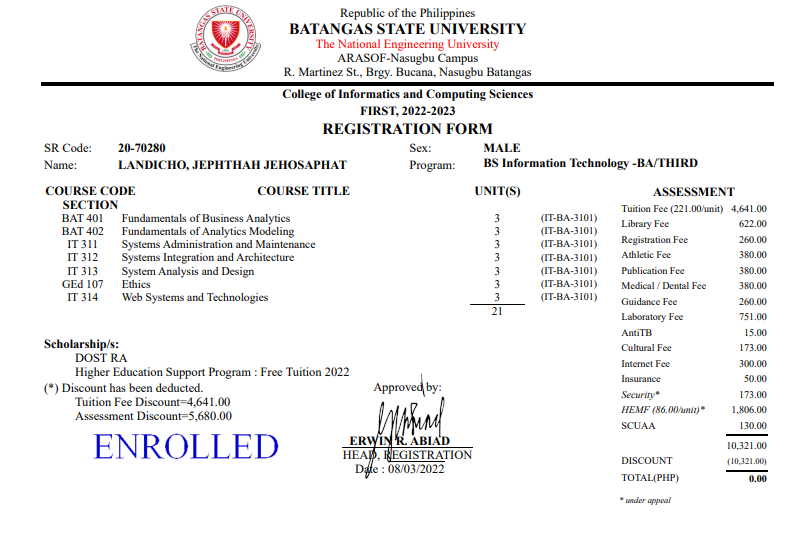 Republic of the Philippines
BATANGAS STATE UNIVERSITY
The National Engineering University
ARASOF-Nasugbu Campus
R. Martinez St., Brgy. Bucana, Nasugbu Batangas
BATANGAS STATE UNIVERSITY
The National Engineering University
College of Informatics and Computing Sciences
FIRST, 2022-2023
REGISTRATION FORM
SR Code: 20-70280 Sex: MALE
Name: LANDICHO, JEPHTHAH JEHOSAPHAT Program: BS Information Technology -BA/THIRD
COURSE CODE COURSE TITLE UNIT(S)
SECTION
BAT 401 Fundamentals of Business Analytics 3 (IT-BA-3101)
BAT 402 Fundamentals of Analytics Modeling 3 (IT-BA-3101)
IT 311 Systems Administration and Maintenance 3 (IT-BA-3101)
IT 312 Systems Integration and Architecture 3 (IT-BA-3101)
IT 313 System Analysis and Design 3 (IT-BA-3101)
GEd 107 Ethics 3 (IT-BA-3101)
IT 314 Web Systems and Technologies 3 (IT-BA-3101)
21
ASSESSMENT
Tuition Fee (221.00/unit) 4,641.00
Library Fee 622.00
Registration Fee 260.00
Athletic Fee 380.00
Publication Fee 380.00
Medical / Dental Fee 380.00
Guidance Fee 260.00
Laboratory Fee 751.00
AntiTB 15.00
Cultural Fee 173.00
Internet Fee 300.00
Insurance 50.00
Security* 173.00
HEMF (86.00/unit)* 1,806.00
SCUAA 130.00
10,321.00
DISCOUNT (10,321.00)
TOTAL(PHP) 0.00
* under appeal
Scholarship/s:
DOST RA
Higher Education Support Program : Free Tuition 2022
(*) Discount has been deducted.
Tuition Fee Discount=4,641.00
Assessment Discount=5,680.00
ENROLLED
Approved by:
ERWIN R. ABIAD
HEAD, REGISTRATION
Date : 08/03/2022